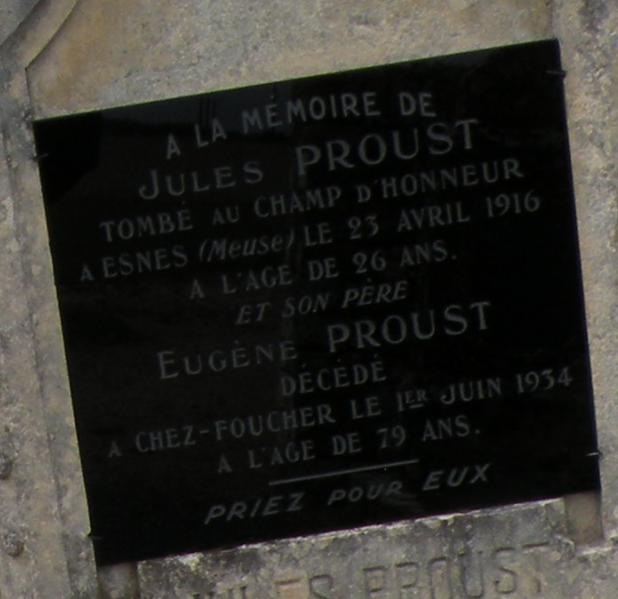 A LA MÉMOIRE DE
JULES PROUST
TOMBÉ AU CHAMP D'HONNEUR
A ESNES (Meuse) LE 23 AVRIL 1916
A L'AGE DE 26 ANS.
ET SON PÈRE
EUGÈNE PROUST
DÉCÉDÉ
A CHEZ-FOUCHER LE 1ER JUIN 1934
A L'AGE DE 79 ANS.
PRIEZ POUR EUX
JULES PROUST